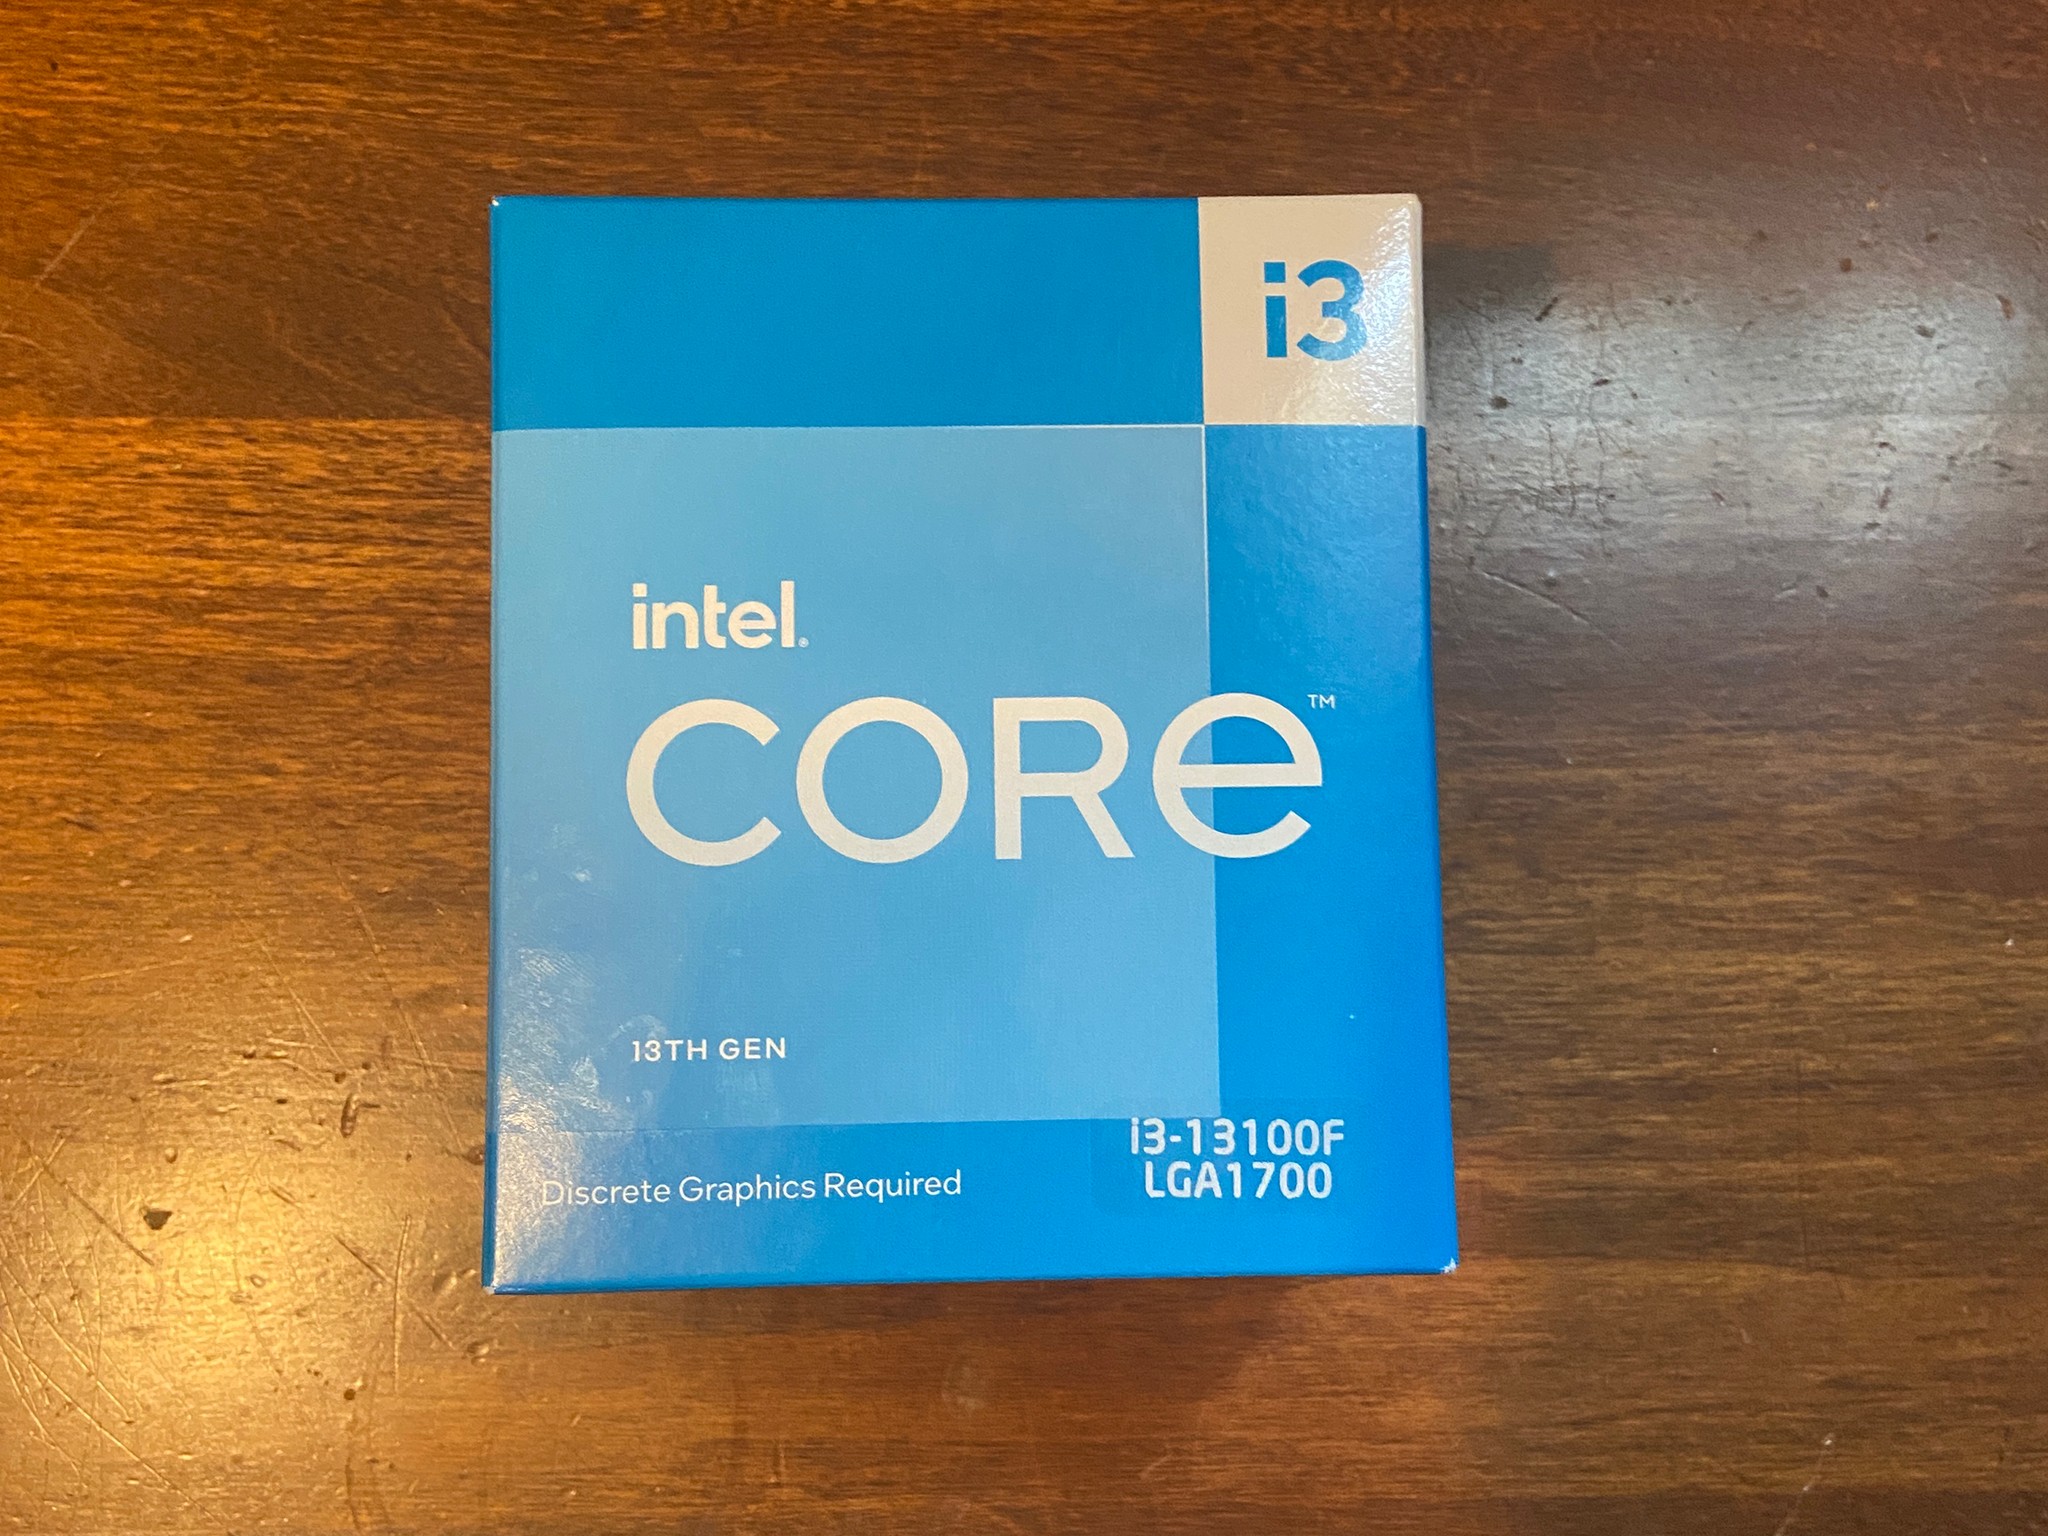 i3
intel®
CORe™
13TH GEN
i3-13100F
LGA1700
Discrete Graphics Required